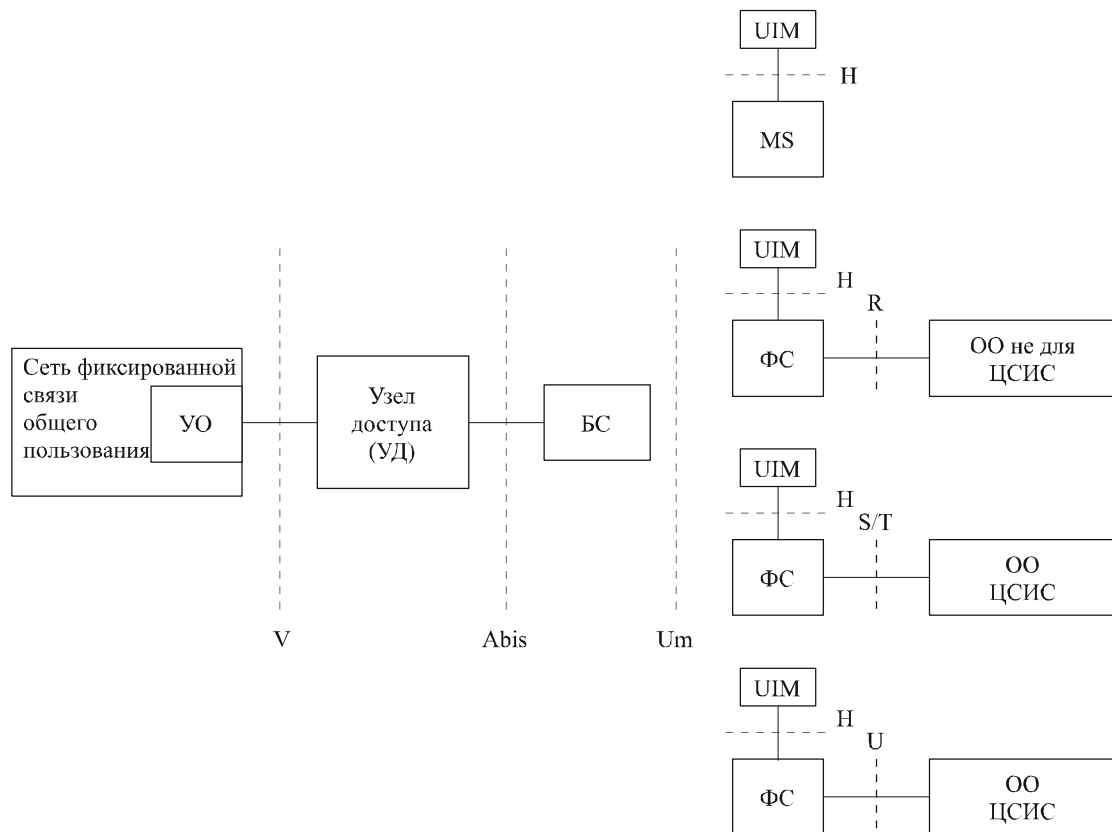 UIM
H
MS
UIM
H
R
ФС
ОО не для
ЦСИС
Сеть фиксированной
связи
общего
пользования
УО
Узел
доступа
(УД)
БС
UIM
H
S/T
ФС
ОО
ЦСИС
V
Abis
Um
UIM
H
U
ФС
ОО
ЦСИС